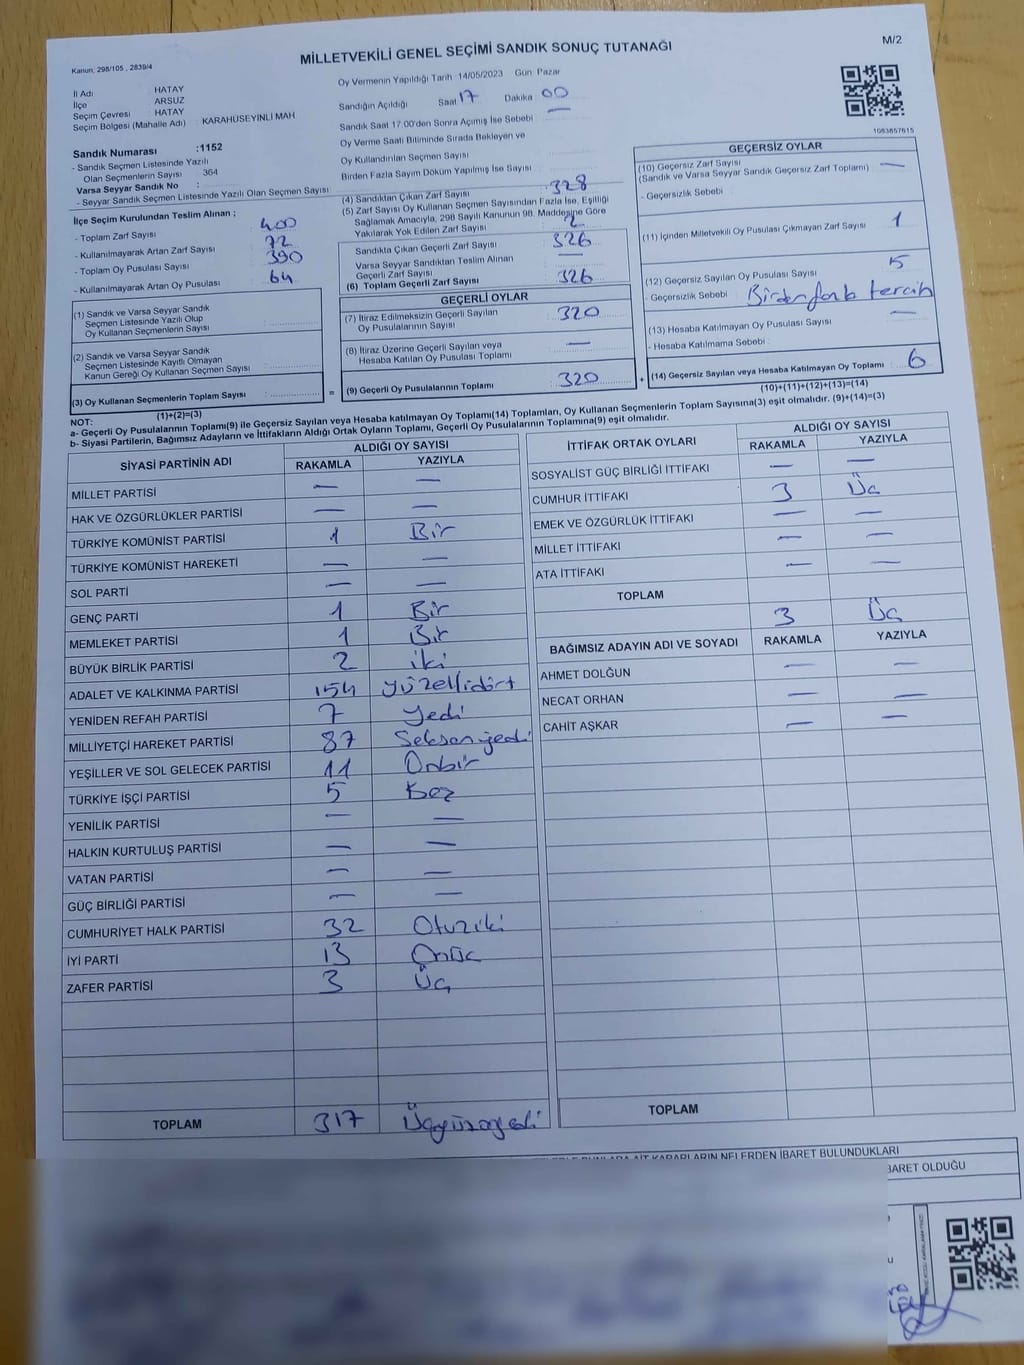 M/2
MİLLETVEKİLİ GENEL SEÇİMİ SANDIK SONUÇ TUTANAĞI
Kanun, 298/105 , 2839/4
İl Adı HATAY
İlçe ARSUZ
Seçim Çevresi HATAY
Seçim Bölgesi (Mahalle Adı) KARAHÜSEYİNLİ MAH
Sandık Numarası :1152
- Sandık Seçmen Listesinde Yazılı
Olan Seçmenlerin Sayısı : 364
Varsa Seyyar Sandık No :
- Seyyar Sandık Seçmen Listesinde Yazılı Olan Seçmen Sayısı
Oy Vermenin Yapıldığı Tarih 14/05/2023 Gün Pazar
Sandığın Açıldığı Saat 17 Dakika 00
Sandık Saat 17:00'den Sonra Açımış İse Sebebi —
Oy Verme Saati Bitiminde Sırada Bekleyen ve
Oy Kullandırılan Seçmen Sayısı
Birden Fazla Sayım Döküm Yapılmış İse Sayısı
1083857615
İlçe Seçim Kurulundan Teslim Alınan ;
- Toplam Zarf Sayısı 400
- Kullanılmayarak Artan Zarf Sayısı 72
- Toplam Oy Pusulası Sayısı 390
- Kullanılmayarak Artan Oy Pusulası 64
(1) Sandık ve Varsa Seyyar Sandık
Seçmen Listesinde Yazılı Olup
Oy Kullanan Seçmenlerin Sayısı :
(2) Sandık ve Varsa Seyyar Sandık
Seçmen Listesinde Kayıtlı Olmayan
Kanun Gereği Oy Kullanan Seçmen Sayısı :
(3) Oy Kullanan Seçmenlerin Toplam Sayısı :
(1)+(2)=(3)
(4) Sandıktan Çıkan Zarf Sayısı 328
(5) Zarf Sayısı Oy Kullanan Seçmen Sayısından Fazla İse, Eşitliği
Sağlamak Amacıyla, 298 Sayılı Kanunun 98. Maddesine Göre
Yakılarak Yok Edilen Zarf Sayısı : 2
Sandıkta Çıkan Geçerli Zarf Sayısı 326
Varsa Seyyar Sandıktan Teslim Alınan
Geçerli Zarf Sayısı —
(6) Toplam Geçerli Zarf Sayısı 326
GEÇERLİ OYLAR
(7) İtiraz Edilmeksizin Geçerli Sayılan
Oy Pusulalarının Sayısı 320
(8) İtiraz Üzerine Geçerli Sayılan veya
Hesaba Katılan Oy Pusulası Toplamı —
= (9) Geçerli Oy Pusulalarının Toplamı 320 +
GEÇERSİZ OYLAR
(10) Geçersiz Zarf Sayısı
(Sandık ve Varsa Seyyar Sandık Geçersiz Zarf Toplamı) —
- Geçersizlik Sebebi :
(11) İçinden Milletvekili Oy Pusulası Çıkmayan Zarf Sayısı 1
(12) Geçersiz Sayılan Oy Pusulası Sayısı 5
- Geçersizlik Sebebi : Birden fazla tercih
(13) Hesaba Katılmayan Oy Pusulası Sayısı —
- Hesaba Katılmama Sebebi :
(14) Geçersiz Sayılan veya Hesaba Katılmayan Oy Toplamı 6
(10)+(11)+(12)+(13)=(14)
NOT:
a- Geçerli Oy Pusulalarının Toplamı(9) ile Geçersiz Sayılan veya Hesaba katılmayan Oy Toplamı(14) Toplamları, Oy Kullanan Seçmenlerin Toplam Sayısına(3) eşit olmalıdır. (9)+(14)=(3)
b- Siyasi Partilerin, Bağımsız Adayların ve İttifakların Aldığı Ortak Oyların Toplamı, Geçerli Oy Pusulalarının Toplamına(9) eşit olmalıdır.
SİYASİ PARTİNİN ADI ALDIĞI OY SAYISI
RAKAMLA YAZIYLA
MİLLET PARTİSİ — —
HAK VE ÖZGÜRLÜKLER PARTİSİ — —
TÜRKİYE KOMÜNİST PARTİSİ 1 Bir
TÜRKİYE KOMÜNİST HAREKETİ — —
SOL PARTİ — —
GENÇ PARTİ 1 Bir
MEMLEKET PARTİSİ 1 Bir
BÜYÜK BİRLİK PARTİSİ 2 iki
ADALET VE KALKINMA PARTİSİ 154 yüzellidört
YENİDEN REFAH PARTİSİ 7 yedi
MİLLİYETÇİ HAREKET PARTİSİ 87 Seksanyedi
YEŞİLLER VE SOL GELECEK PARTİSİ 11 Onbir
TÜRKİYE İŞÇİ PARTİSİ 5 Beş
YENİLİK PARTİSİ — —
HALKIN KURTULUŞ PARTİSİ — —
VATAN PARTİSİ — —
GÜÇ BİRLİĞİ PARTİSİ — —
CUMHURİYET HALK PARTİSİ 32 Otuziki
İYİ PARTİ 13 Onüç
ZAFER PARTİSİ 3 Üç
TOPLAM 317 Üçyüzonyedi
İTTİFAK ORTAK OYLARI ALDIĞI OY SAYISI
RAKAMLA YAZIYLA
SOSYALİST GÜÇ BİRLİĞİ İTTİFAKI — —
CUMHUR İTTİFAKI 3 Üç
EMEK VE ÖZGÜRLÜK İTTİFAKI — —
MİLLET İTTİFAKI — —
ATA İTTİFAKI — —
TOPLAM 3 Üç
BAĞIMSIZ ADAYIN ADI VE SOYADI RAKAMLA YAZIYLA
AHMET DOLĞUN — —
NECAT ORHAN — —
CAHİT AŞKAR — —
TOPLAM
KARARLARIN NELERDEN İBARET BULUNDUKLARI
BARET OLDUĞU